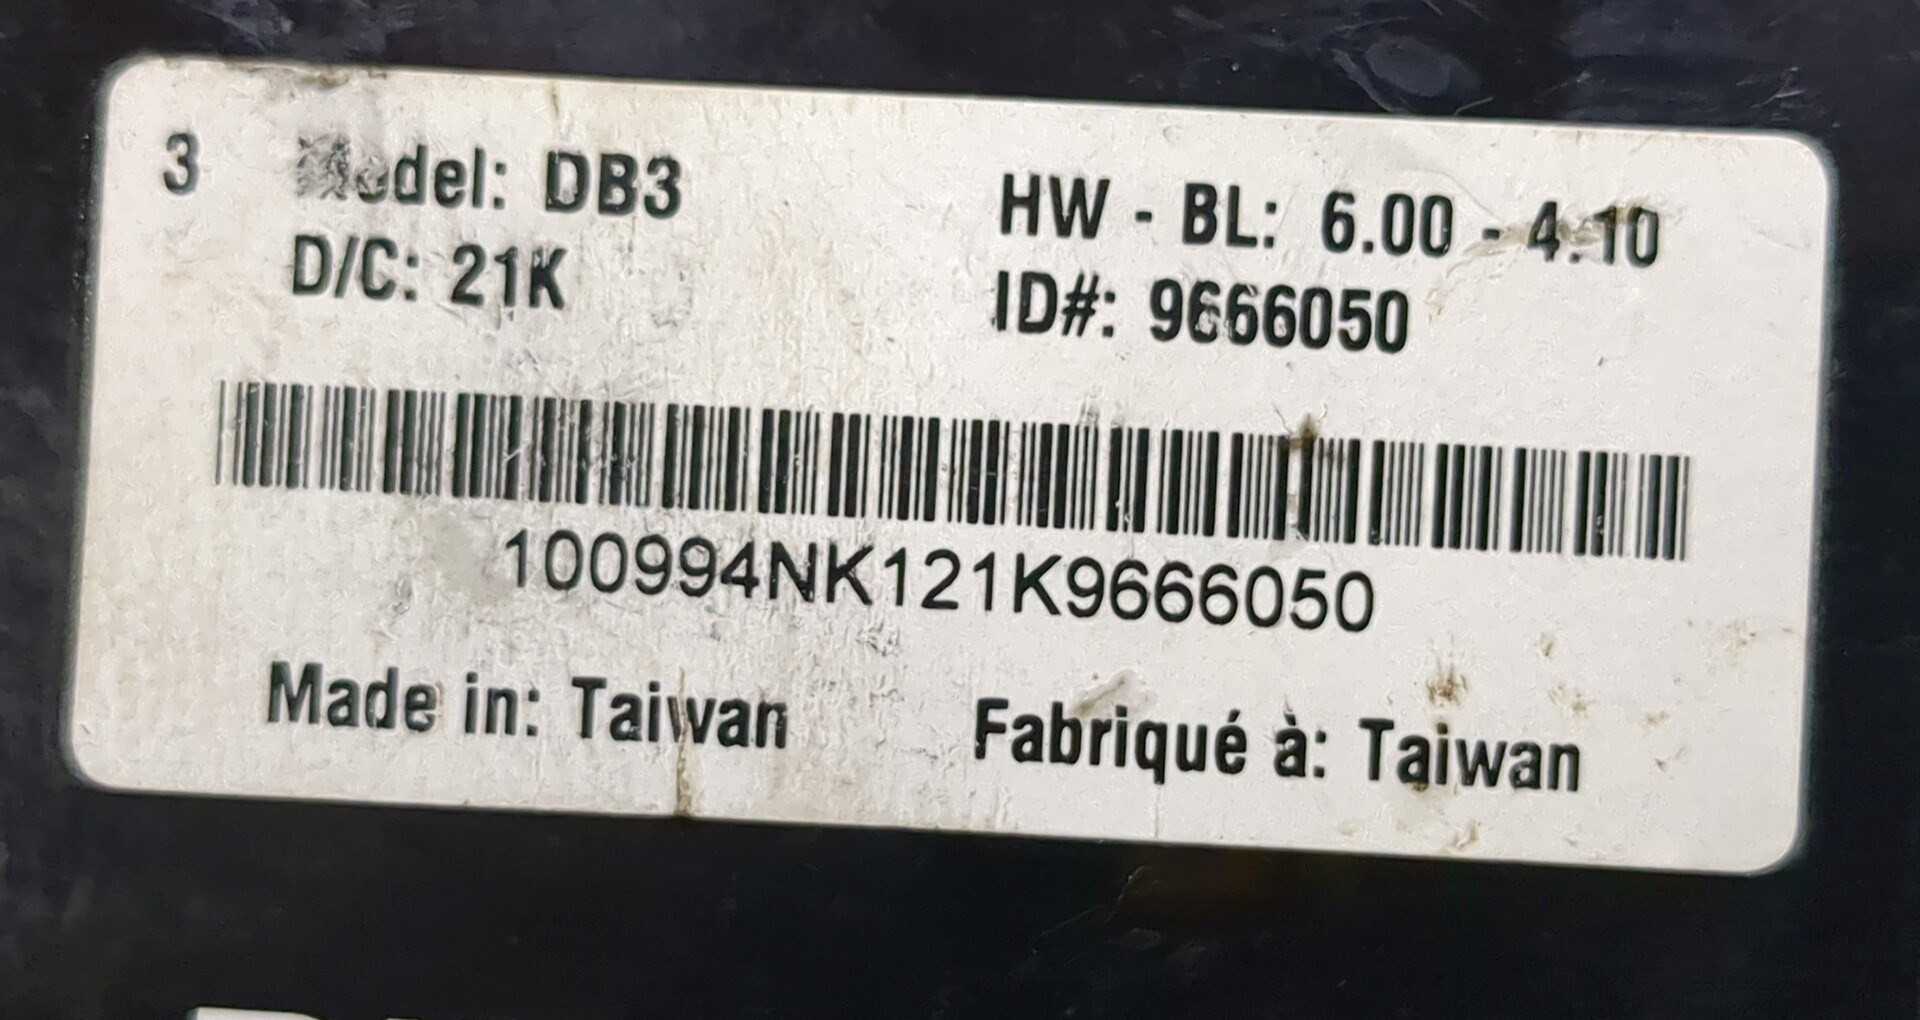 3 Model: DB3 HW - BL: 6.00 - 4.10
D/C: 21K ID#: 9666050
100994NK121K9666050
Made in: Taiwan Fabriqué à: Taiwan